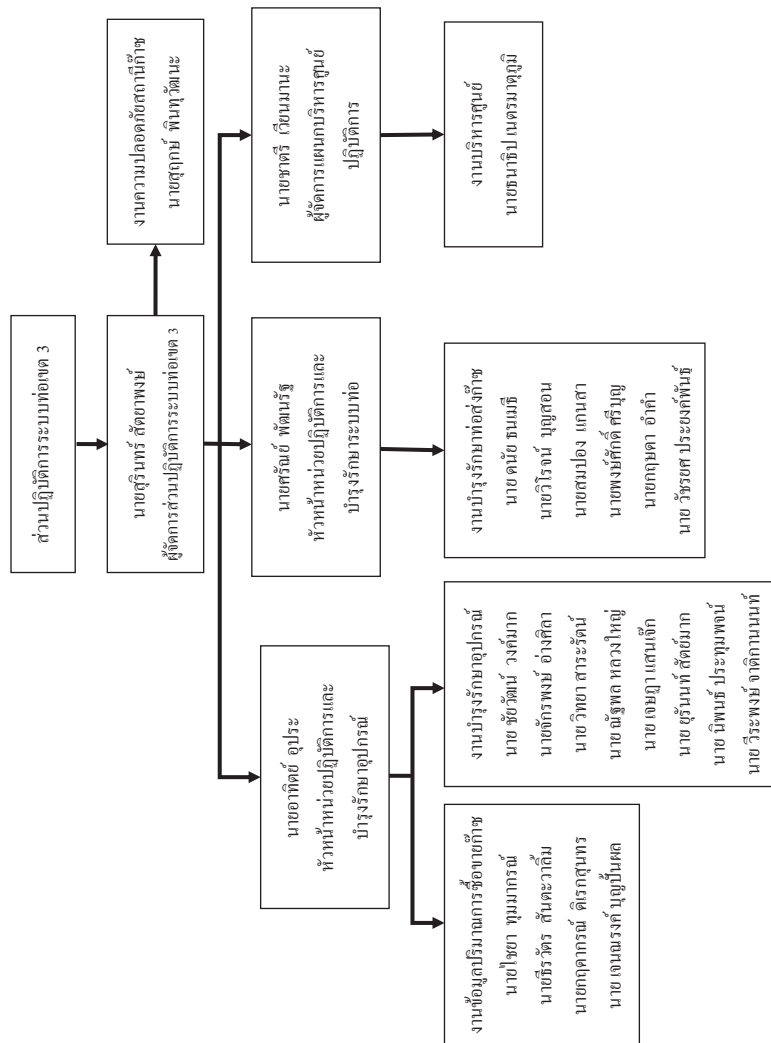 ส่วนปฏิบัติการระบบท่อเขต 3
นายสุรินทร์ สัตยาพงษ์
ผู้จัดการส่วนปฏิบัติการระบบท่อเขต 3
งานความปลอดภัยสถานีก๊าซ
นายสุฤกษ์ พินทุวัฒนะ
นายอาทิตย์ อุประ
หัวหน้าหน่วยปฏิบัติการและ
บำรุงรักษาอุปกรณ์
นายศรัณย์ พัฒนรัฐ
หัวหน้าหน่วยปฏิบัติการและ
บำรุงรักษาระบบท่อ
นายชาตรี เวียนมานะ
ผู้จัดการแผนกบริหารศูนย์
ปฏิบัติการ
งานข้อมูลปริมาณการซื้อขายก๊าซ
นายไชยา ทุมมากรณ์
นายธีรวัตร สันตะวาลิ้ม
นายกฤดากรณ์ ดิเรกสุนทร
นาย เจนณรงค์ บุญปั้นผล
งานบำรุงรักษาอุปกรณ์
นาย ชัยวัฒน์ วงค์มาก
นายจักรพงษ์ อ่างศิลา
นาย วิทยา สาระรัตน์
นาย ณัฐพล หลวงใหญ่
นาย เจษฎา แสนเจ๊ก
นาย ยุรนันท์ สัตย์มาก
นาย นิพนธ์ ประทุมพจน์
นาย วีระพงษ์ จาติกานนท์
งานบำรุงรักษาท่อส่งก๊าซ
นาย ดนัย ธนเมธี
นายวิโรจน์ บุญสอน
นายสมปอง แกนสา
นายพงษ์ศักดิ์ ศรีบุญ
นายกฤษดา อำคา
นาย วัชรยศ ประยงค์พันธ์
งานบริหารศูนย์
นายธนาธิป เนตรมาตุภูมิ